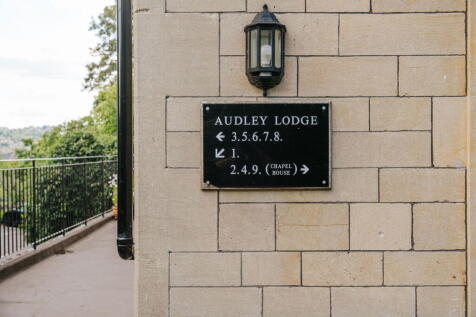 AUDLEY LODGE
← 3.5.6.7.8.
↙ 1.
2.4.9. (CHAPEL HOUSE) →